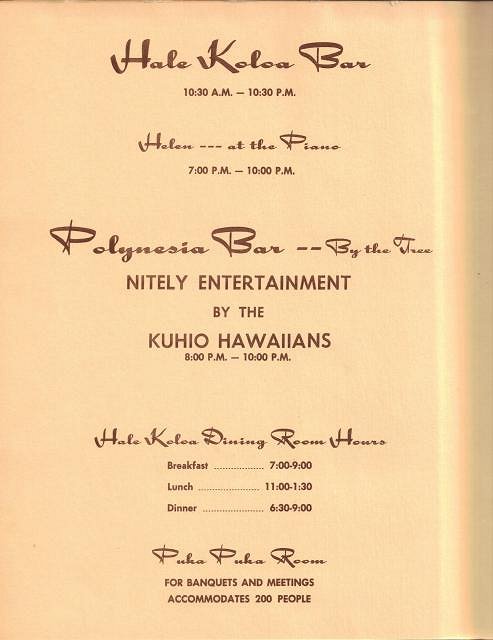 Hale Koloa Bar
10:30 A.M. — 10:30 P.M.
Helen --- at the Piano
7:00 P.M. — 10:00 P.M.
Polynesia Bar -- By the Tree
NITELY ENTERTAINMENT
BY THE
KUHIO HAWAIIANS
8:00 P.M. — 10:00 P.M.
Hale Koloa Dining Room Hours
Breakfast .................. 7:00-9:00
Lunch ...................... 11:00-1:30
Dinner ...................... 6:30-9:00
Puka Puka Room
FOR BANQUETS AND MEETINGS
ACCOMMODATES 200 PEOPLE